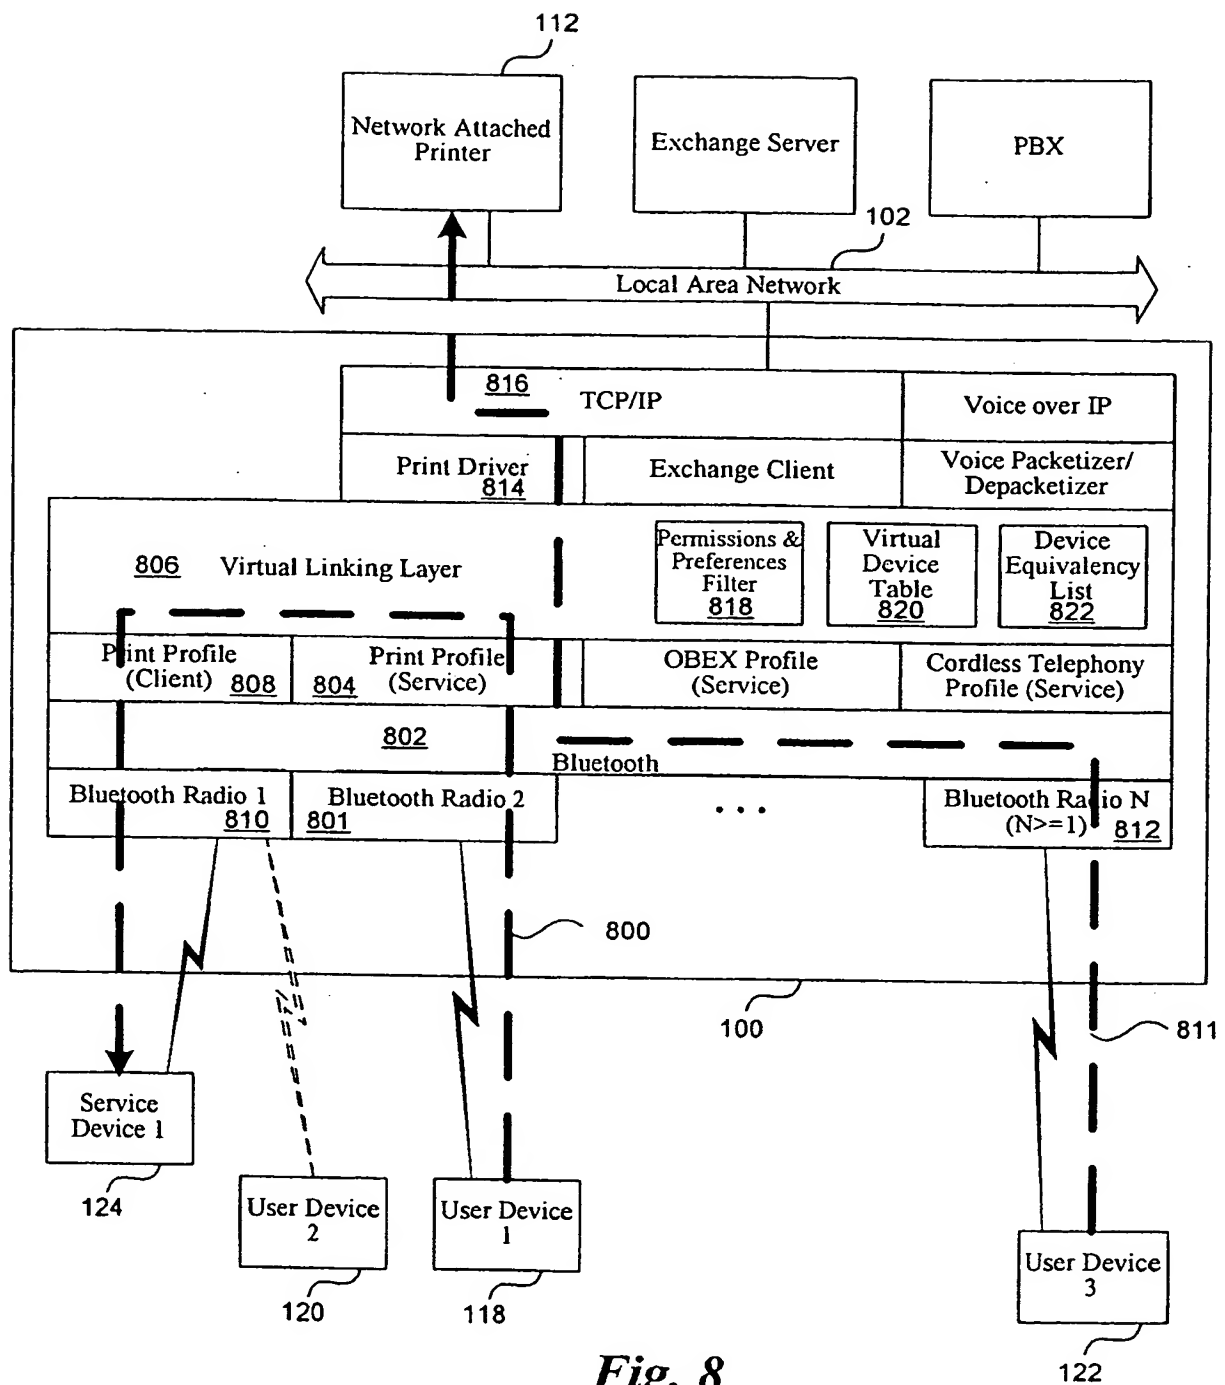 112
Network Attached
Printer
Exchange Server
PBX
102
Local Area Network
816
TCP/IP
Voice over IP
Print Driver
814
Exchange Client
Voice Packetizer/
Depacketizer
806
Virtual Linking Layer
Permissions &
Preferences
Filter
818
Virtual
Device
Table
820
Device
Equivalency
List
822
Print Profile
(Client)
808
804
Print Profile
(Service)
OBEX Profile
(Service)
Cordless Telephony
Profile (Service)
802
Bluetooth
Bluetooth Radio 1
810
801
Bluetooth Radio 2
. . .
Bluetooth Radio N
(N>=1)
812
800
100
811
Service
Device 1
124
User Device
2
120
User Device
1
118
User Device
3
122
Fig. 8